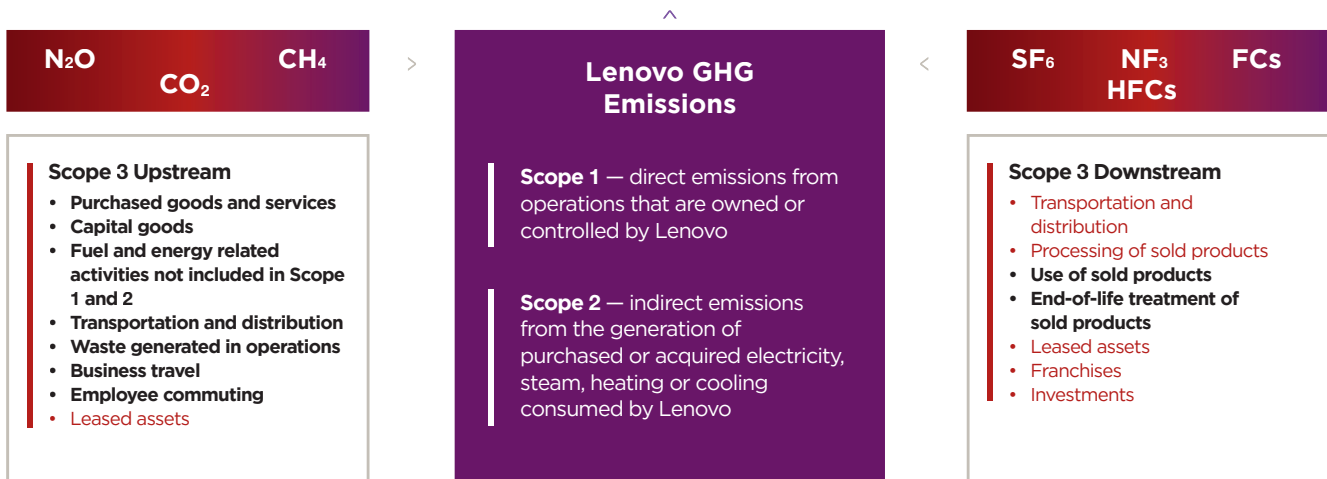 N₂O CH₄
CO₂
Scope 3 Upstream
• Purchased goods and services
• Capital goods
• Fuel and energy related
activities not included in Scope
1 and 2
• Transportation and distribution
• Waste generated in operations
• Business travel
• Employee commuting
• Leased assets
Lenovo GHG
Emissions
Scope 1 — direct emissions from
operations that are owned or
controlled by Lenovo
Scope 2 — indirect emissions
from the generation of
purchased or acquired electricity,
steam, heating or cooling
consumed by Lenovo
SF₆ NF₃ FCs
HFCs
Scope 3 Downstream
• Transportation and
distribution
• Processing of sold products
• Use of sold products
• End-of-life treatment of
sold products
• Leased assets
• Franchises
• Investments